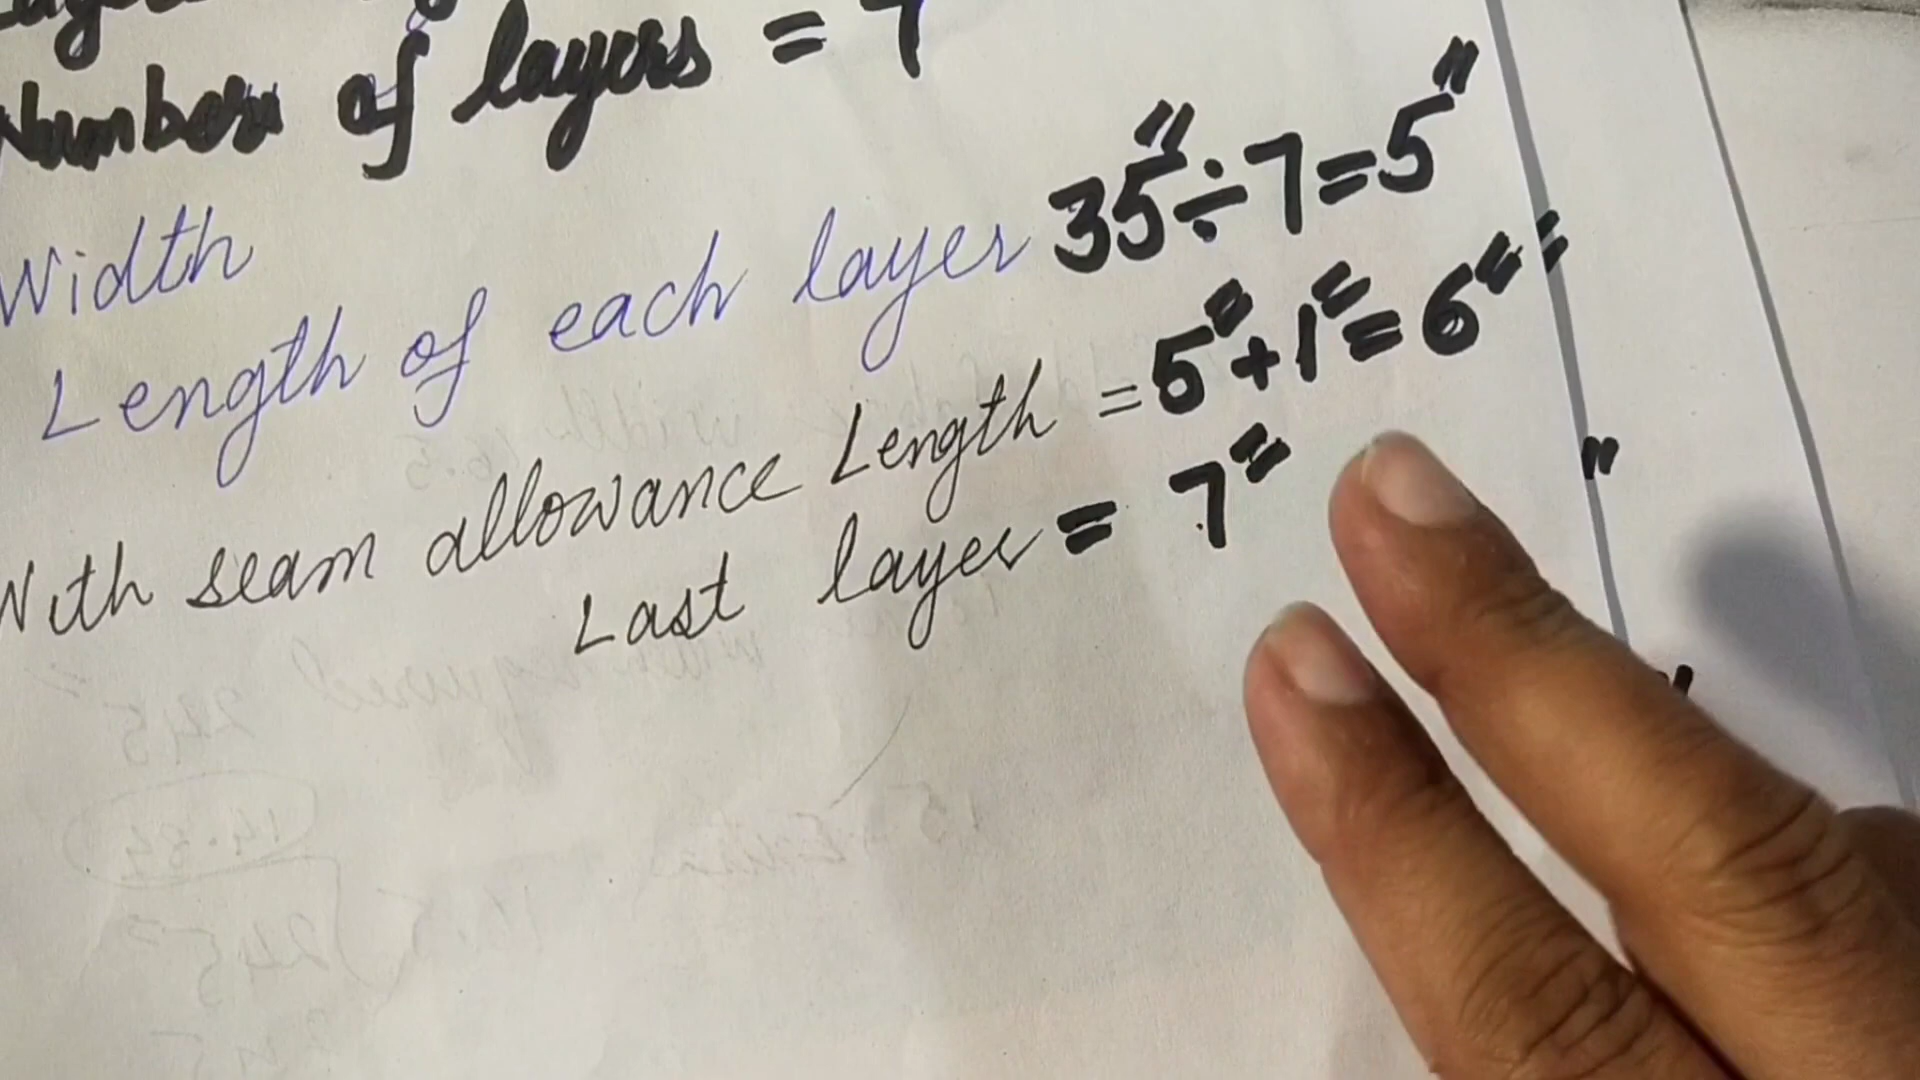 Numbers of layers = 7
Width
Length of each layer 35" ÷ 7 = 5"
With seam allowance Length = 5" + 1" = 6"
Last layer = 7"